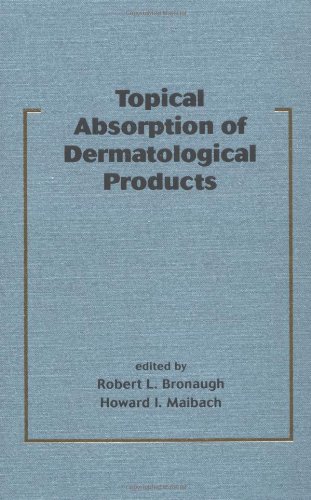 Topical
Absorption of
Dermatological
Products
edited by
Robert L. Bronaugh
Howard I. Maibach